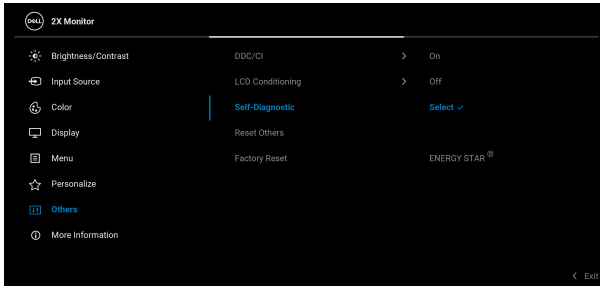 DELL 2X Monitor
Brightness/Contrast DDC/CI > On
Input Source LCD Conditioning > Off
Color Self-Diagnostic Select ✓
Display Reset Others
Menu Factory Reset ENERGY STAR ®
Personalize
Others
More Information
< Exit